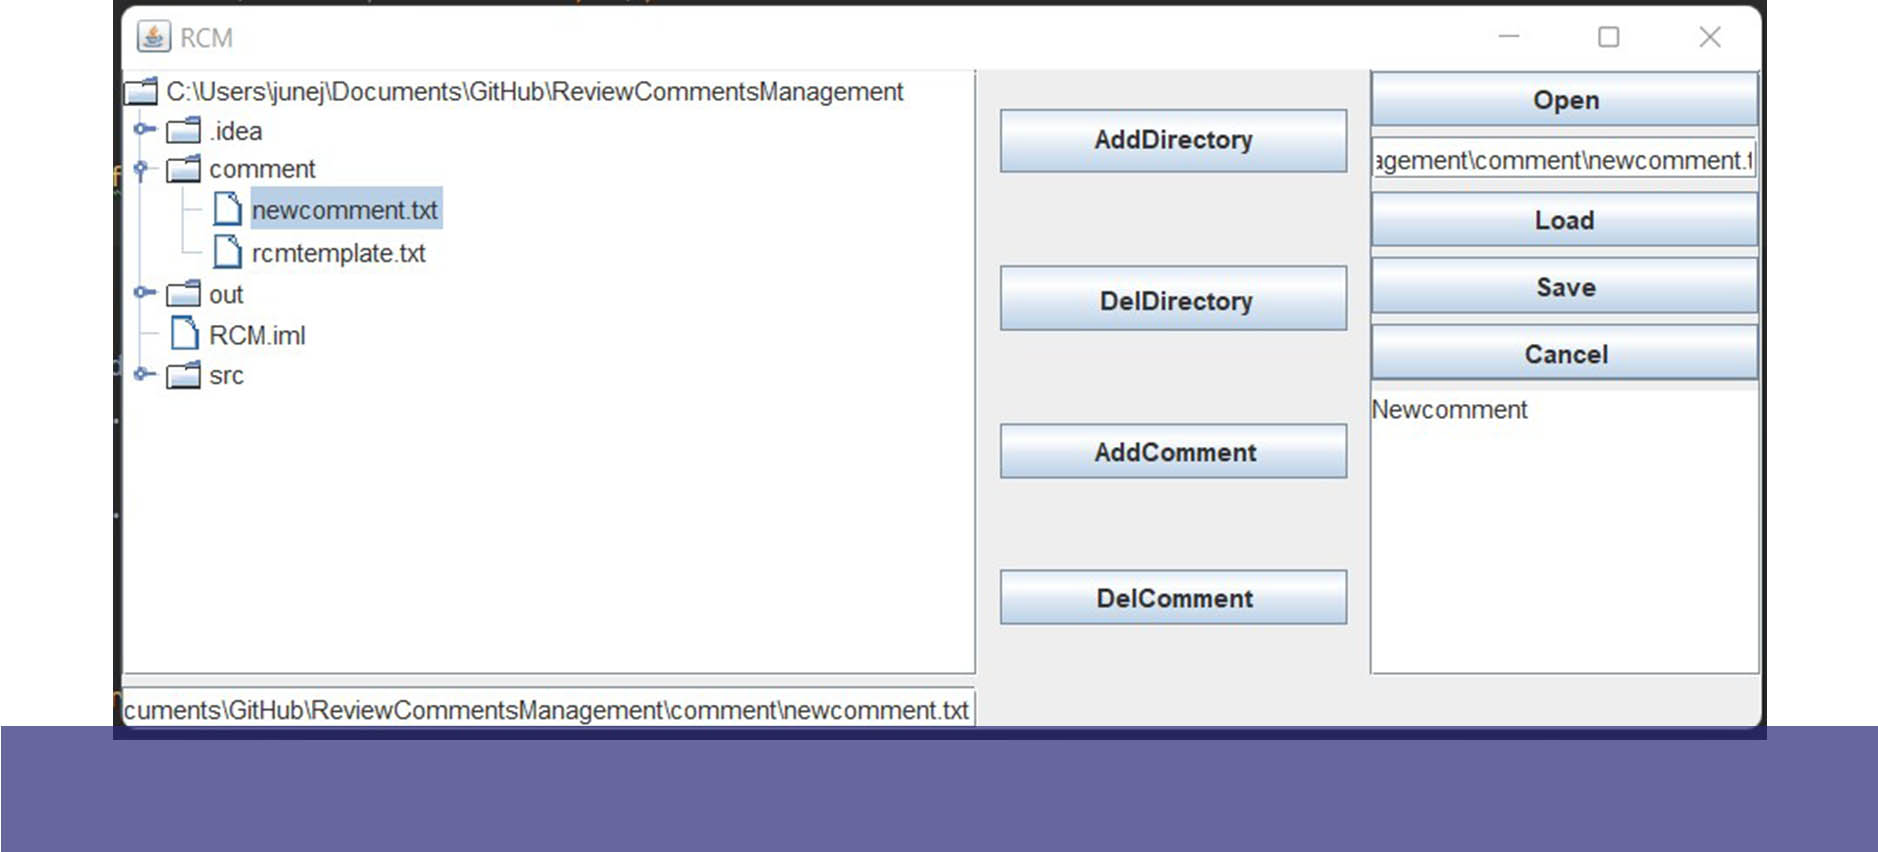 RCM
C:\Users\junej\Documents\GitHub\ReviewCommentsManagement
.idea
comment
newcomment.txt
rcmtemplate.txt
out
RCM.iml
src
cuments\GitHub\ReviewCommentsManagement\comment\newcomment.txt
AddDirectory
DelDirectory
AddComment
DelComment
Open
agement\comment\newcomment.t
Load
Save
Cancel
Newcomment